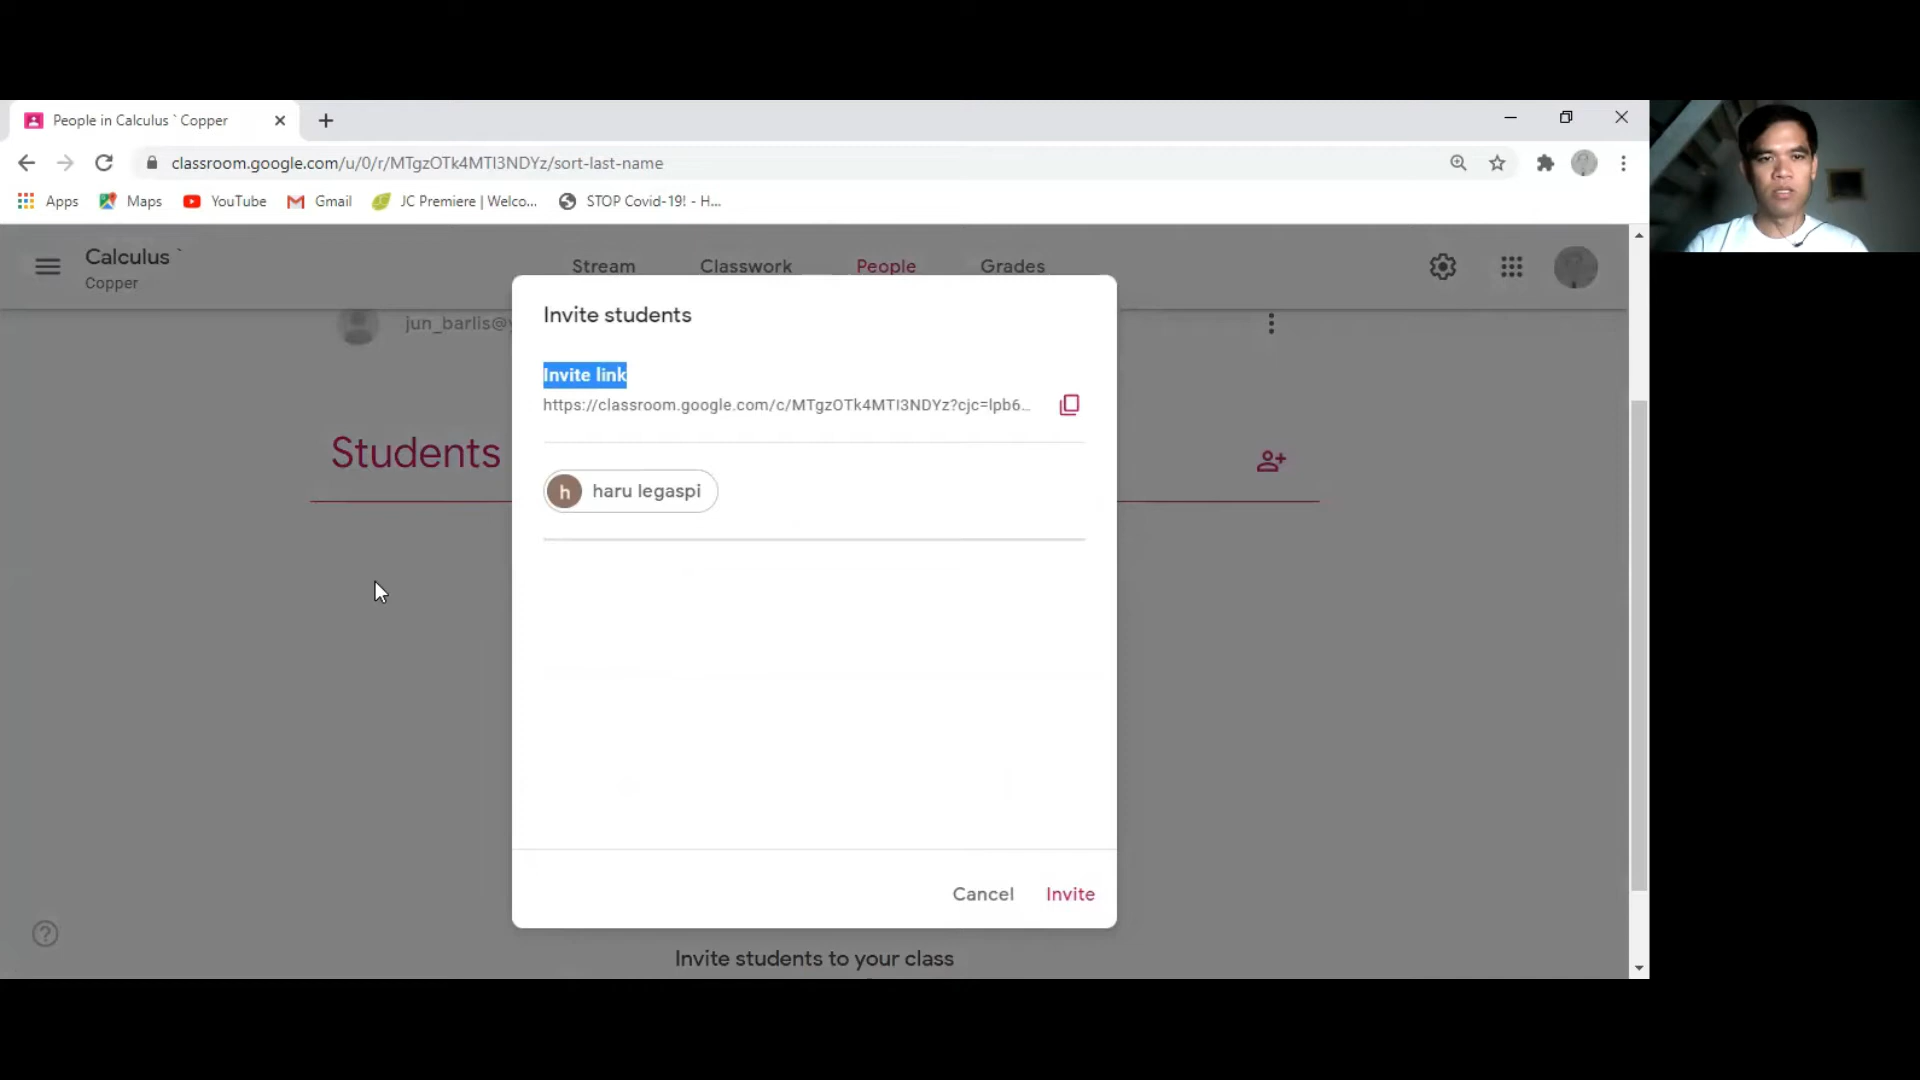 People in Calculus ` Copper
classroom.google.com/u/0/r/MTgzOTk4MTI3NDYz/sort-last-name
Apps Maps YouTube Gmail JC Premiere | Welco... STOP Covid-19! - H...
Calculus `
Copper
Stream Classwork People Grades
jun_barlis@
Invite students
Invite link
https://classroom.google.com/c/MTgzOTk4MTI3NDYz?cjc=lpb6...
Students
h haru legaspi
Cancel Invite
Invite students to your class